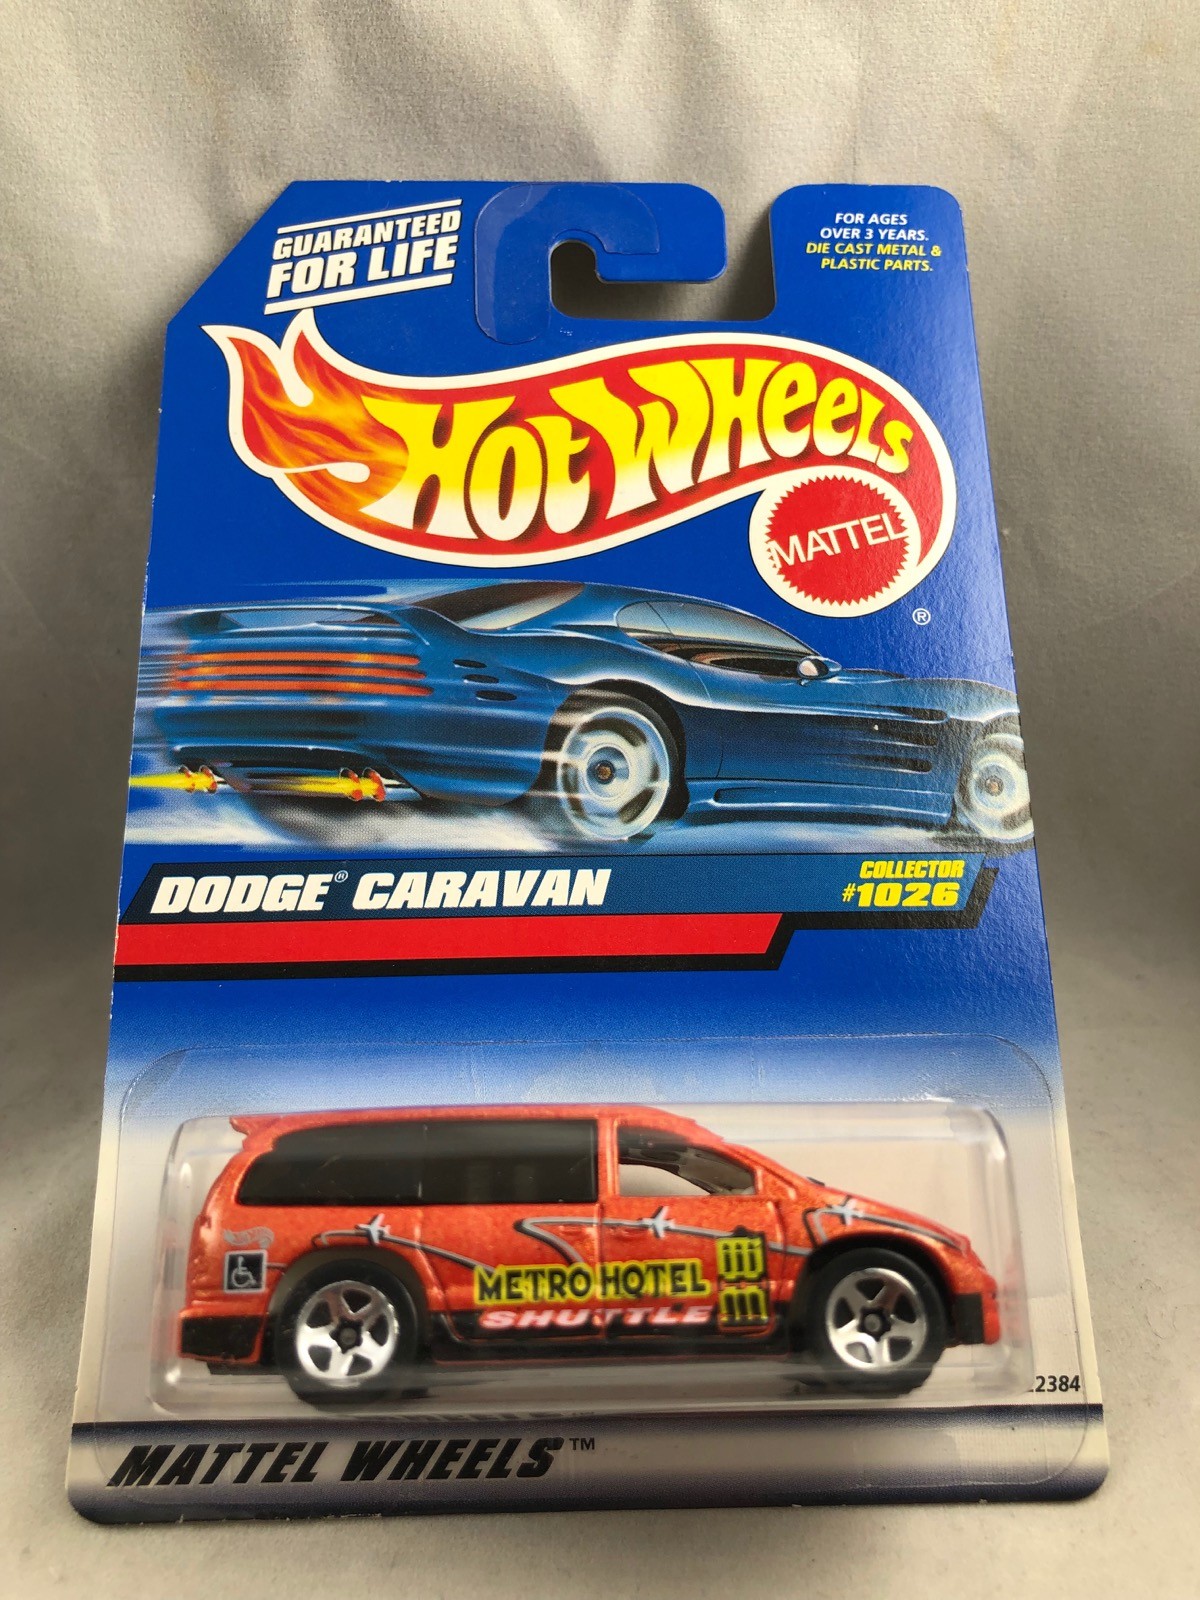 GUARANTEED
FOR LIFE
FOR AGES
OVER 3 YEARS.
DIE CAST METAL &
PLASTIC PARTS.
HOT WHEELS
MATTEL
®
DODGE® CARAVAN
COLLECTOR
#1026
METRO HOTEL
SHUTTLE
2384
MATTEL WHEELS™